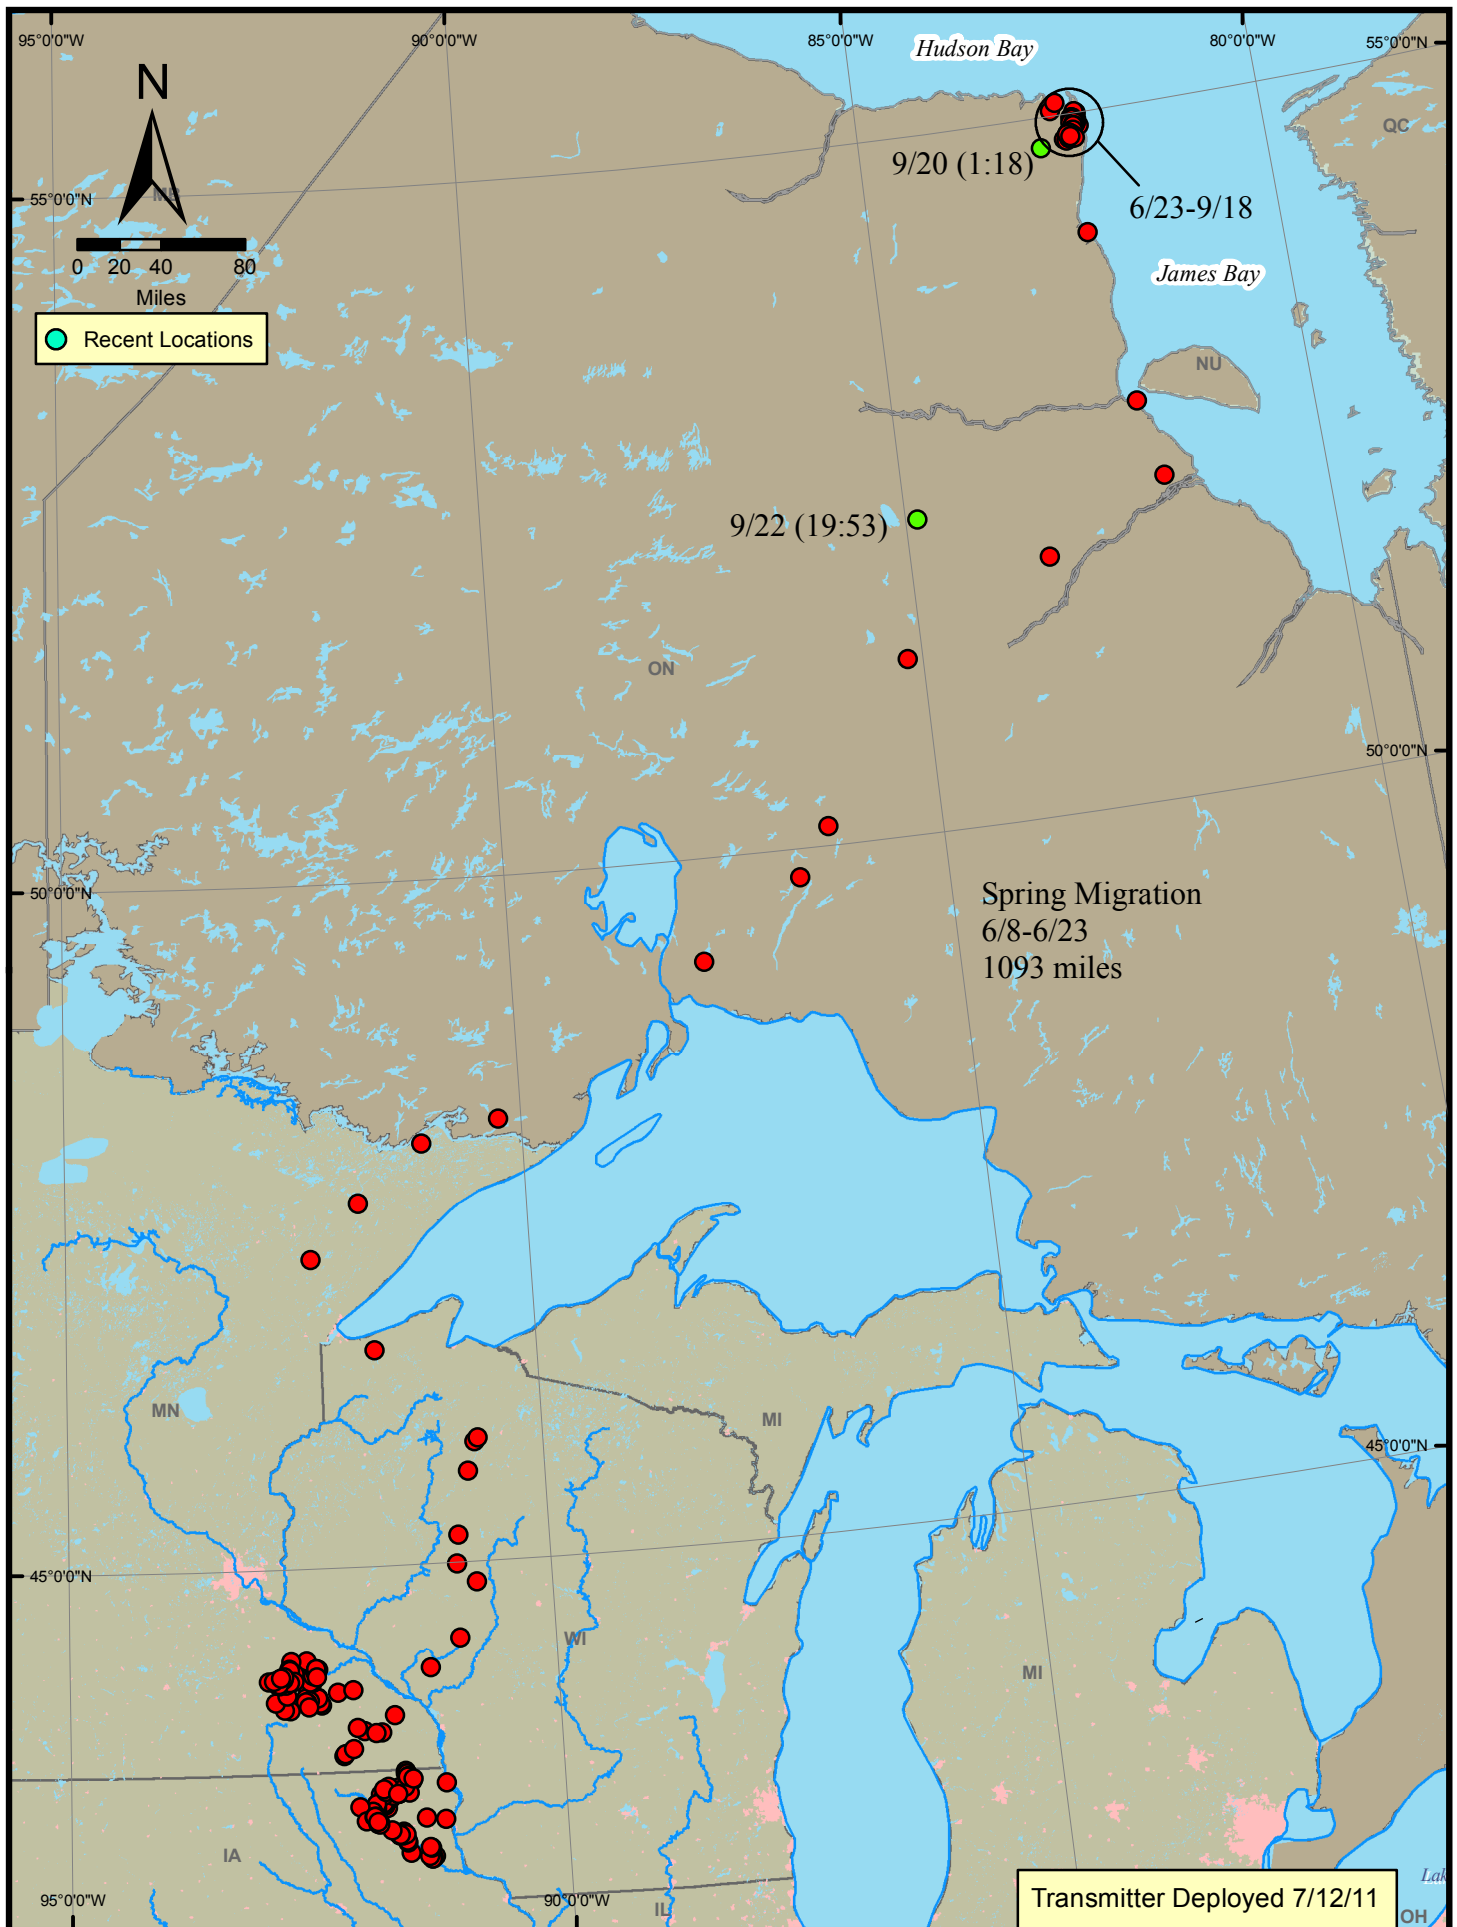 95°0'0"W
90°0'0"W
85°0'0"W
80°0'0"W
55°0'0"N
Hudson Bay
N
QC
MB
9/20 (1:18)
55°0'0"N
6/23-9/18
0 20 40 80
Miles
James Bay
Recent Locations
NU
9/22 (19:53)
ON
50°0'0"N
50°0'0"N
Spring Migration
6/8-6/23
1093 miles
MN
MI
45°0'0"N
45°0'0"N
WI
MI
IA
95°0'0"W
90°0'0"W
IL
Transmitter Deployed 7/12/11
Lak
OH